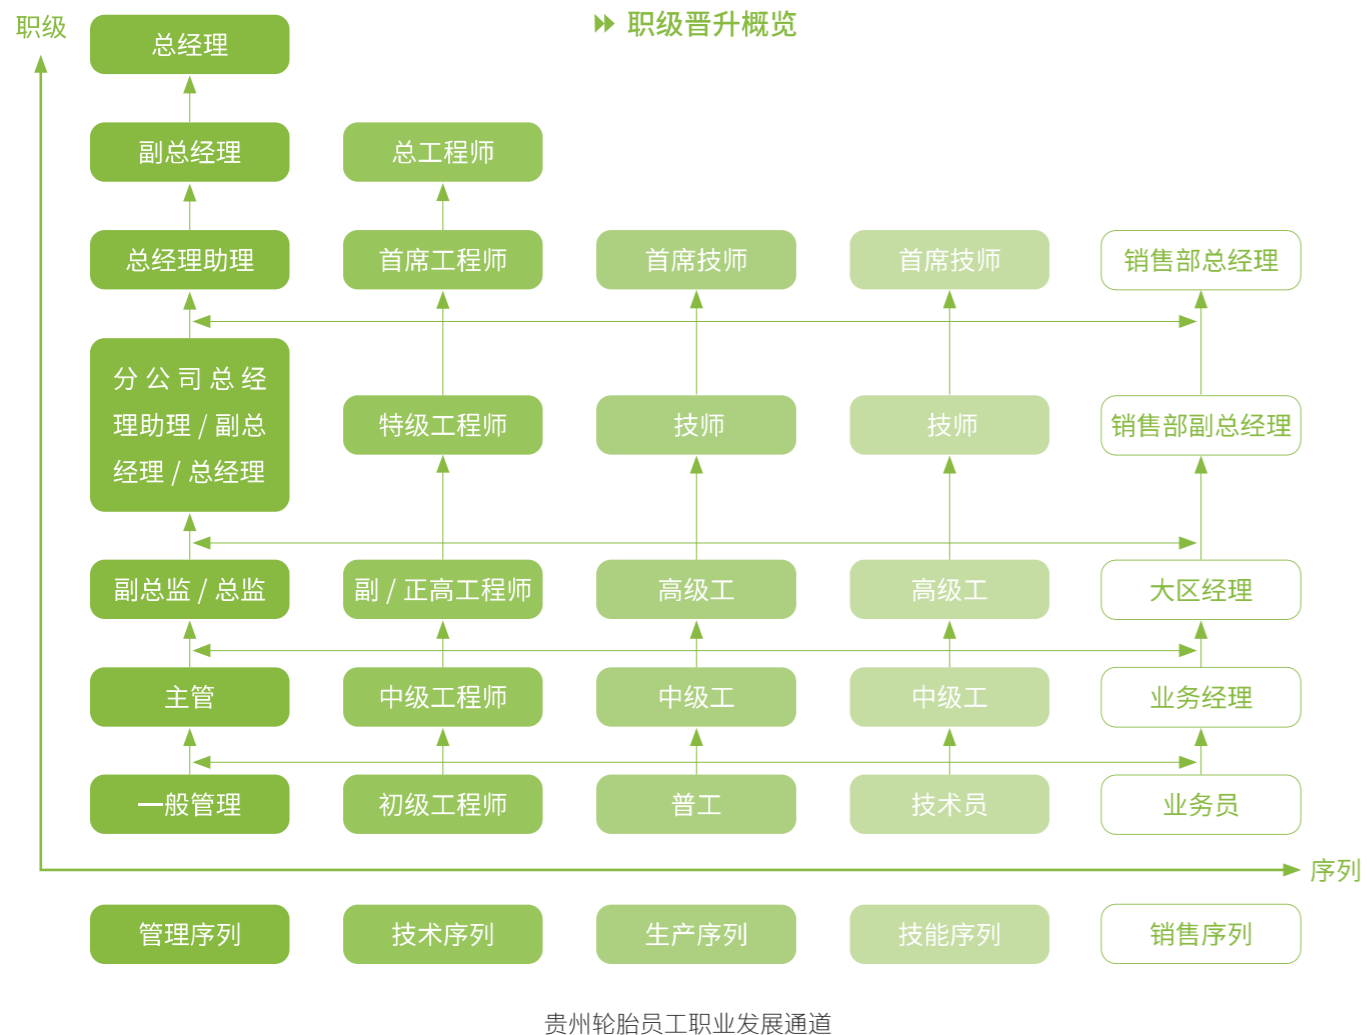 职级
职级晋升概览
总经理
副总经理
总工程师
总经理助理
首席工程师
首席技师
首席技师
销售部总经理
分公司总经
理助理 / 副总
经理 / 总经理
特级工程师
技师
技师
销售部副总经理
副总监 / 总监
副 / 正高工程师
高级工
高级工
大区经理
主管
中级工程师
中级工
中级工
业务经理
一般管理
初级工程师
普工
技术员
业务员
序列
管理序列
技术序列
生产序列
技能序列
销售序列
贵州轮胎员工职业发展通道